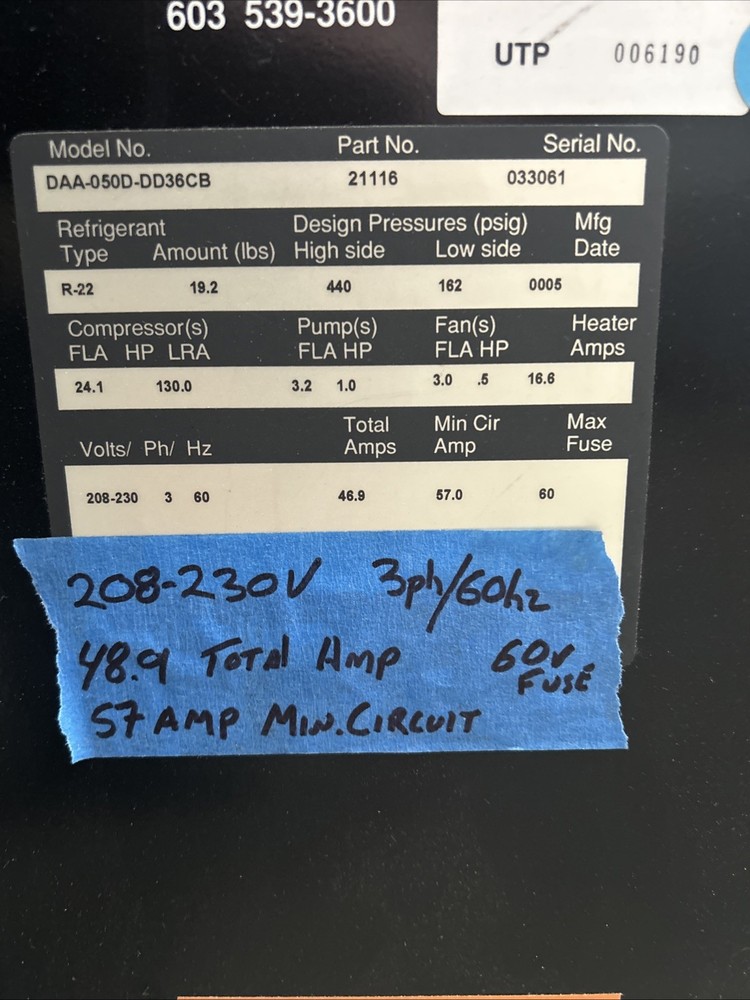 603 539-3600
UTP 006190
Model No. Part No. Serial No.
DAA-050D-DD36CB 21116 033061
Refrigerant Design Pressures (psig) Mfg
Type Amount (lbs) High side Low side Date
R-22 19.2 440 162 0005
Compressor(s) Pump(s) Fan(s) Heater
FLA HP LRA FLA HP FLA HP Amps
24.1 130.0 3.2 1.0 3.0 .5 16.6
Total Min Cir Max
Volts/ Ph/ Hz Amps Amp Fuse
208-230 3 60 46.9 57.0 60
208-230V 3ph/60hz
48.9 Total Amp 60v.
FUSE
57 AMP MIN.CIRCUIT